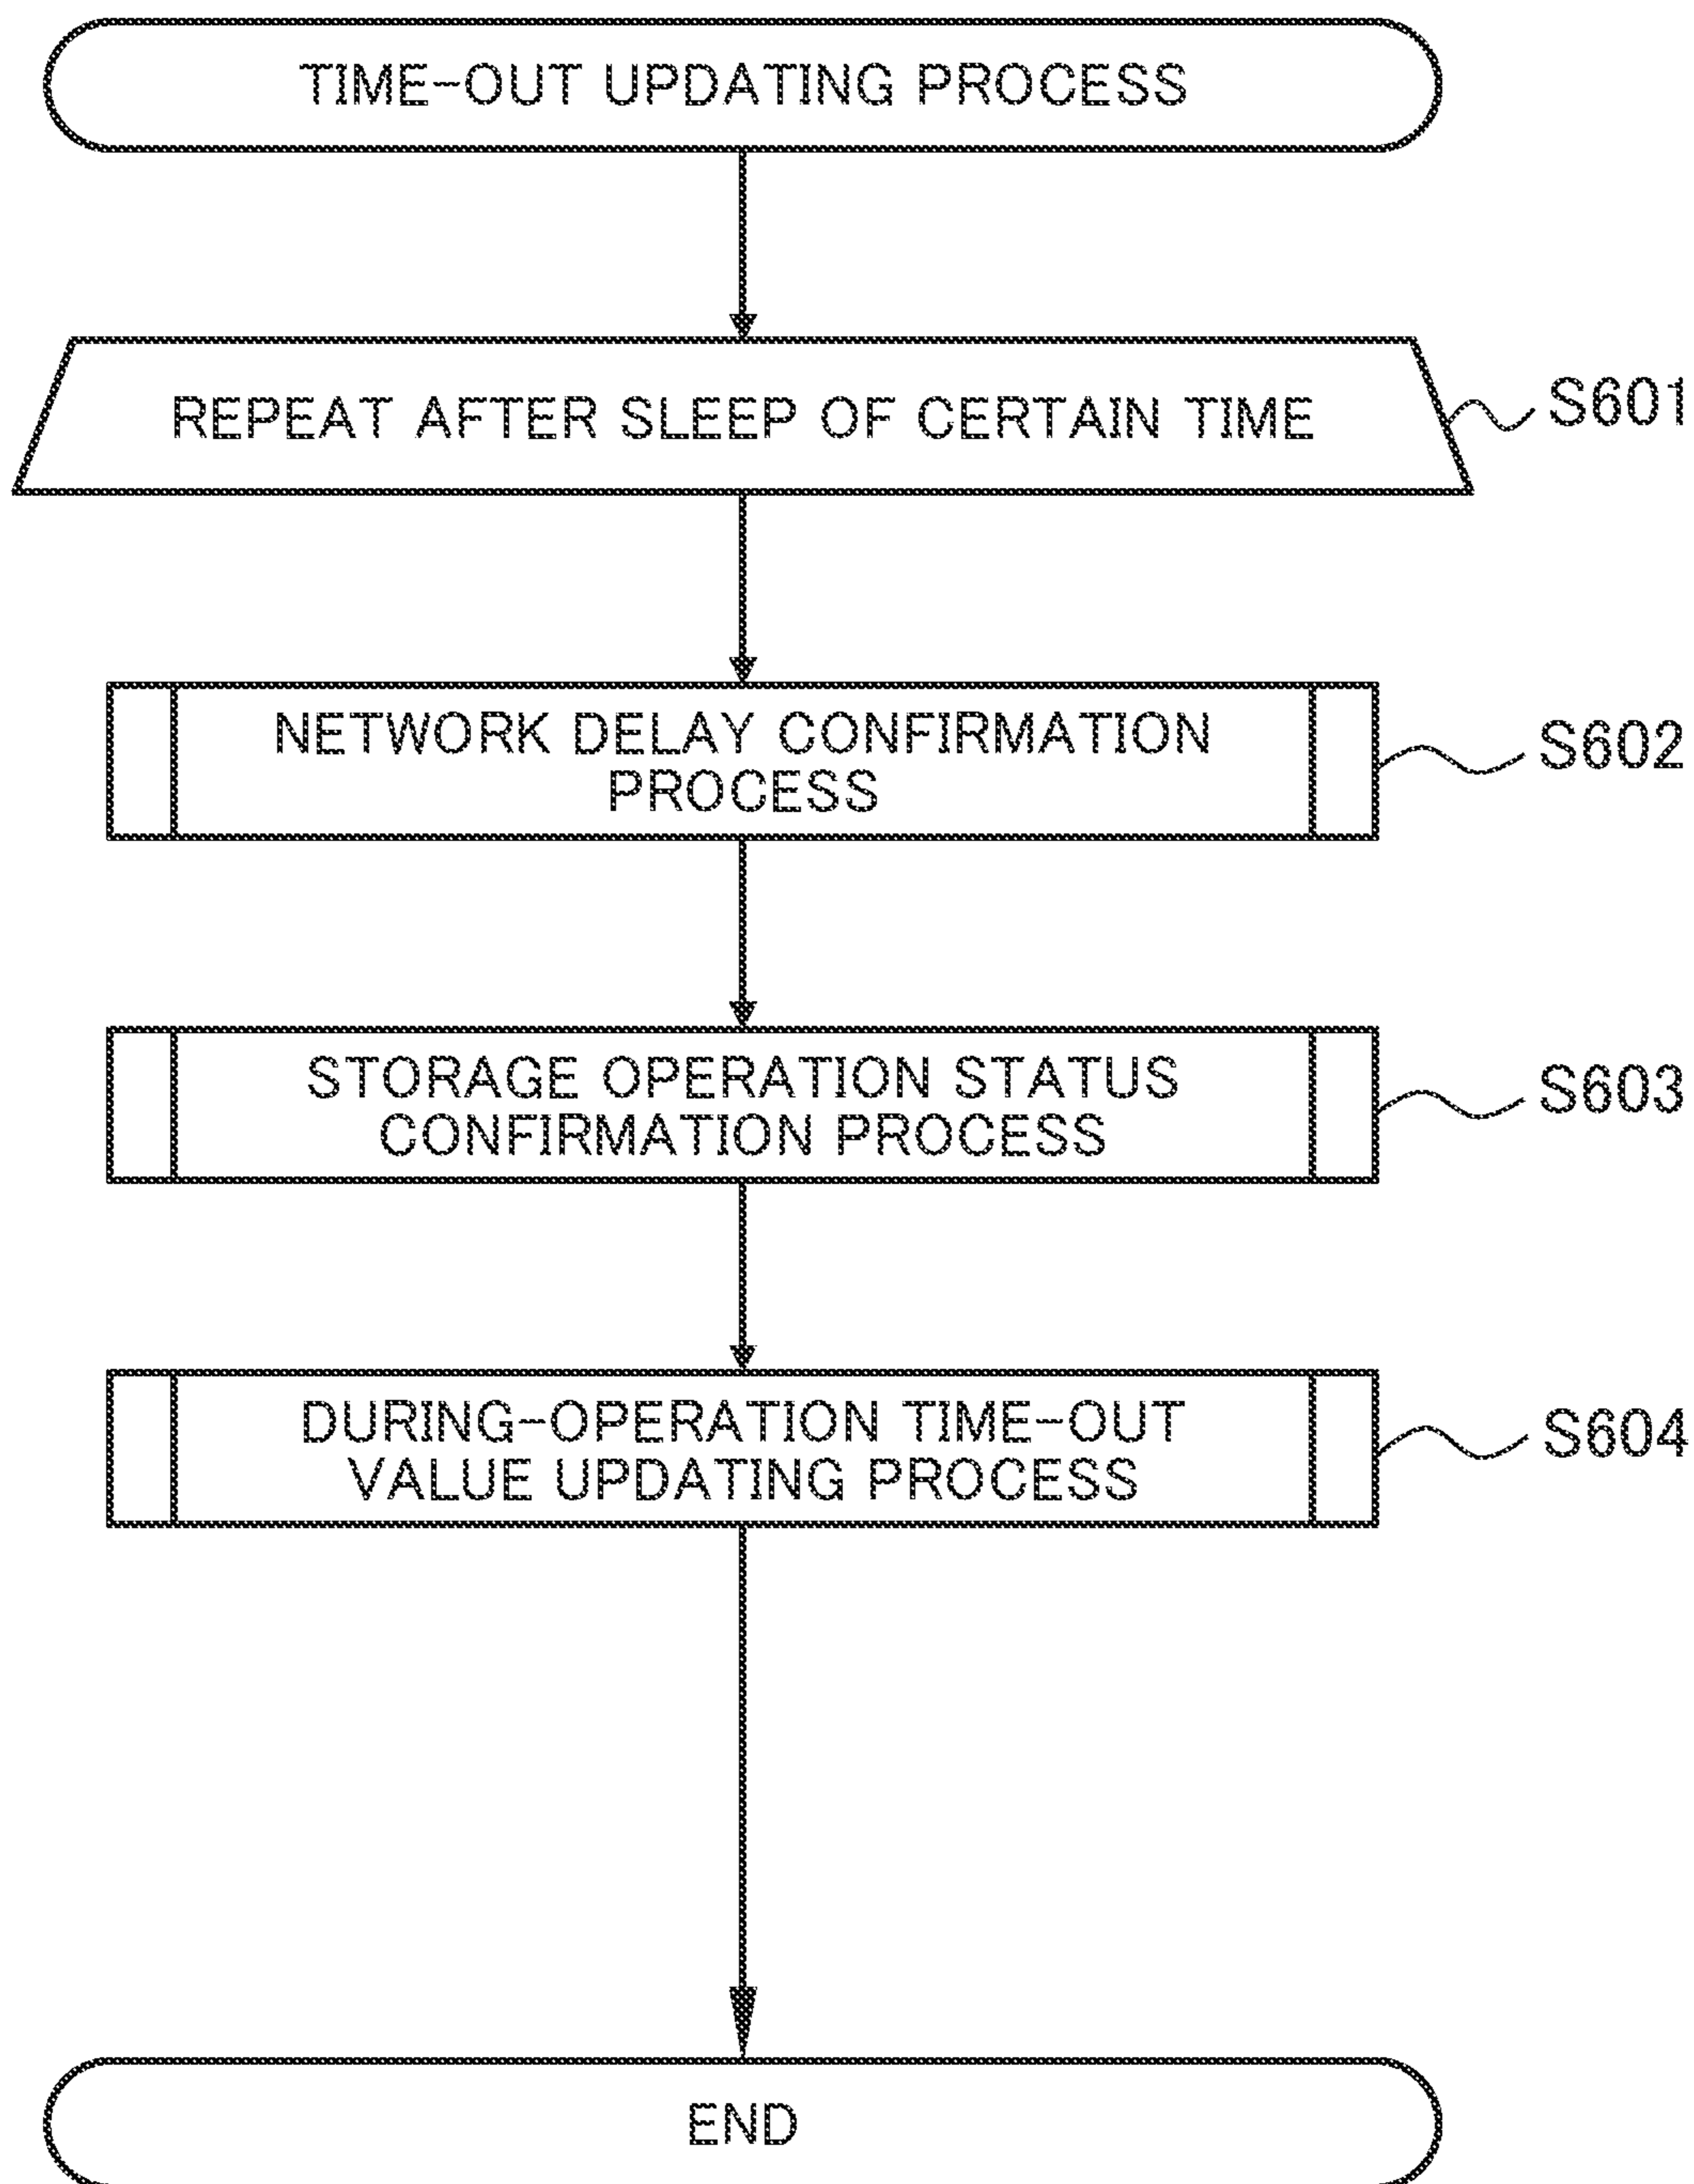 TIME-OUT UPDATING PROCESS
REPEAT AFTER SLEEP OF CERTAIN TIME
S601
NETWORK DELAY CONFIRMATION
PROCESS
S602
STORAGE OPERATION STATUS
CONFIRMATION PROCESS
S603
DURING-OPERATION TIME-OUT
VALUE UPDATING PROCESS
S604
END